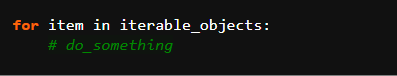 for item in iterable_objects:
    # do_something